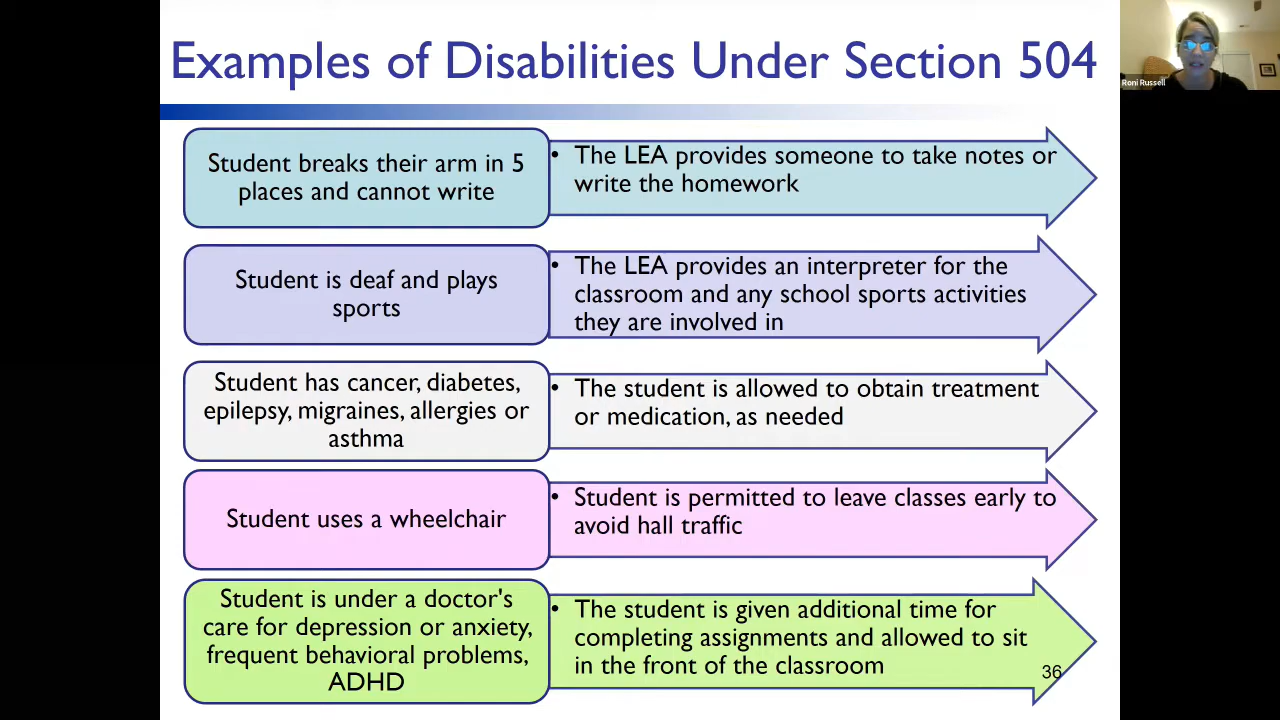 Examples of Disabilities Under Section 504
Roni Russell
Student breaks their arm in 5
places and cannot write
• The LEA provides someone to take notes or
write the homework
Student is deaf and plays
sports
• The LEA provides an interpreter for the
classroom and any school sports activities
they are involved in
Student has cancer, diabetes,
epilepsy, migraines, allergies or
asthma
• The student is allowed to obtain treatment
or medication, as needed
Student uses a wheelchair
• Student is permitted to leave classes early to
avoid hall traffic
Student is under a doctor's
care for depression or anxiety,
frequent behavioral problems,
ADHD
• The student is given additional time for
completing assignments and allowed to sit
in the front of the classroom
36